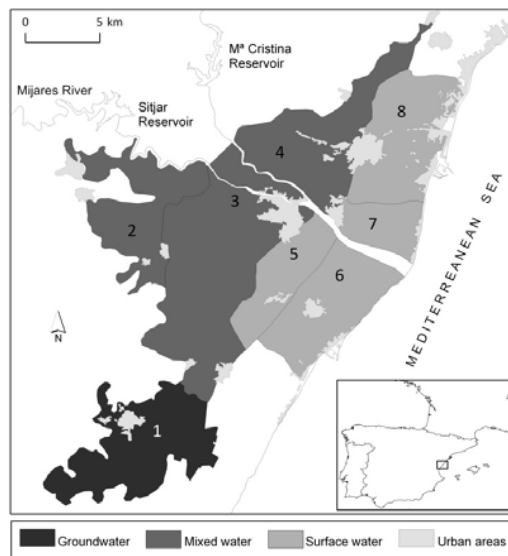 0 5 km
Mª Cristina
Reservoir
Mijares River
Sitjar
Reservoir
8
4
3
7
2
5
6
MEDITERRANEAN SEA
N
1
Groundwater Mixed water Surface water Urban areas